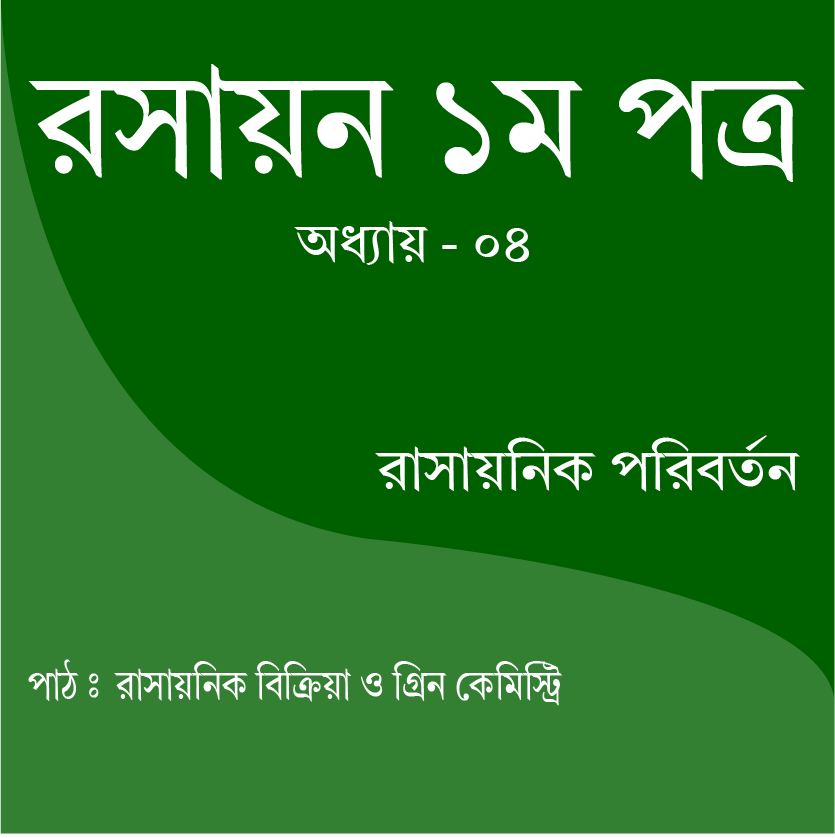 রসায়ন ১ম পত্র
অধ্যায় - ০৪
রাসায়নিক পরিবর্তন
পাঠ ঃ রাসায়নিক বিক্রিয়া ও গ্রিন কেমিস্ট্রি